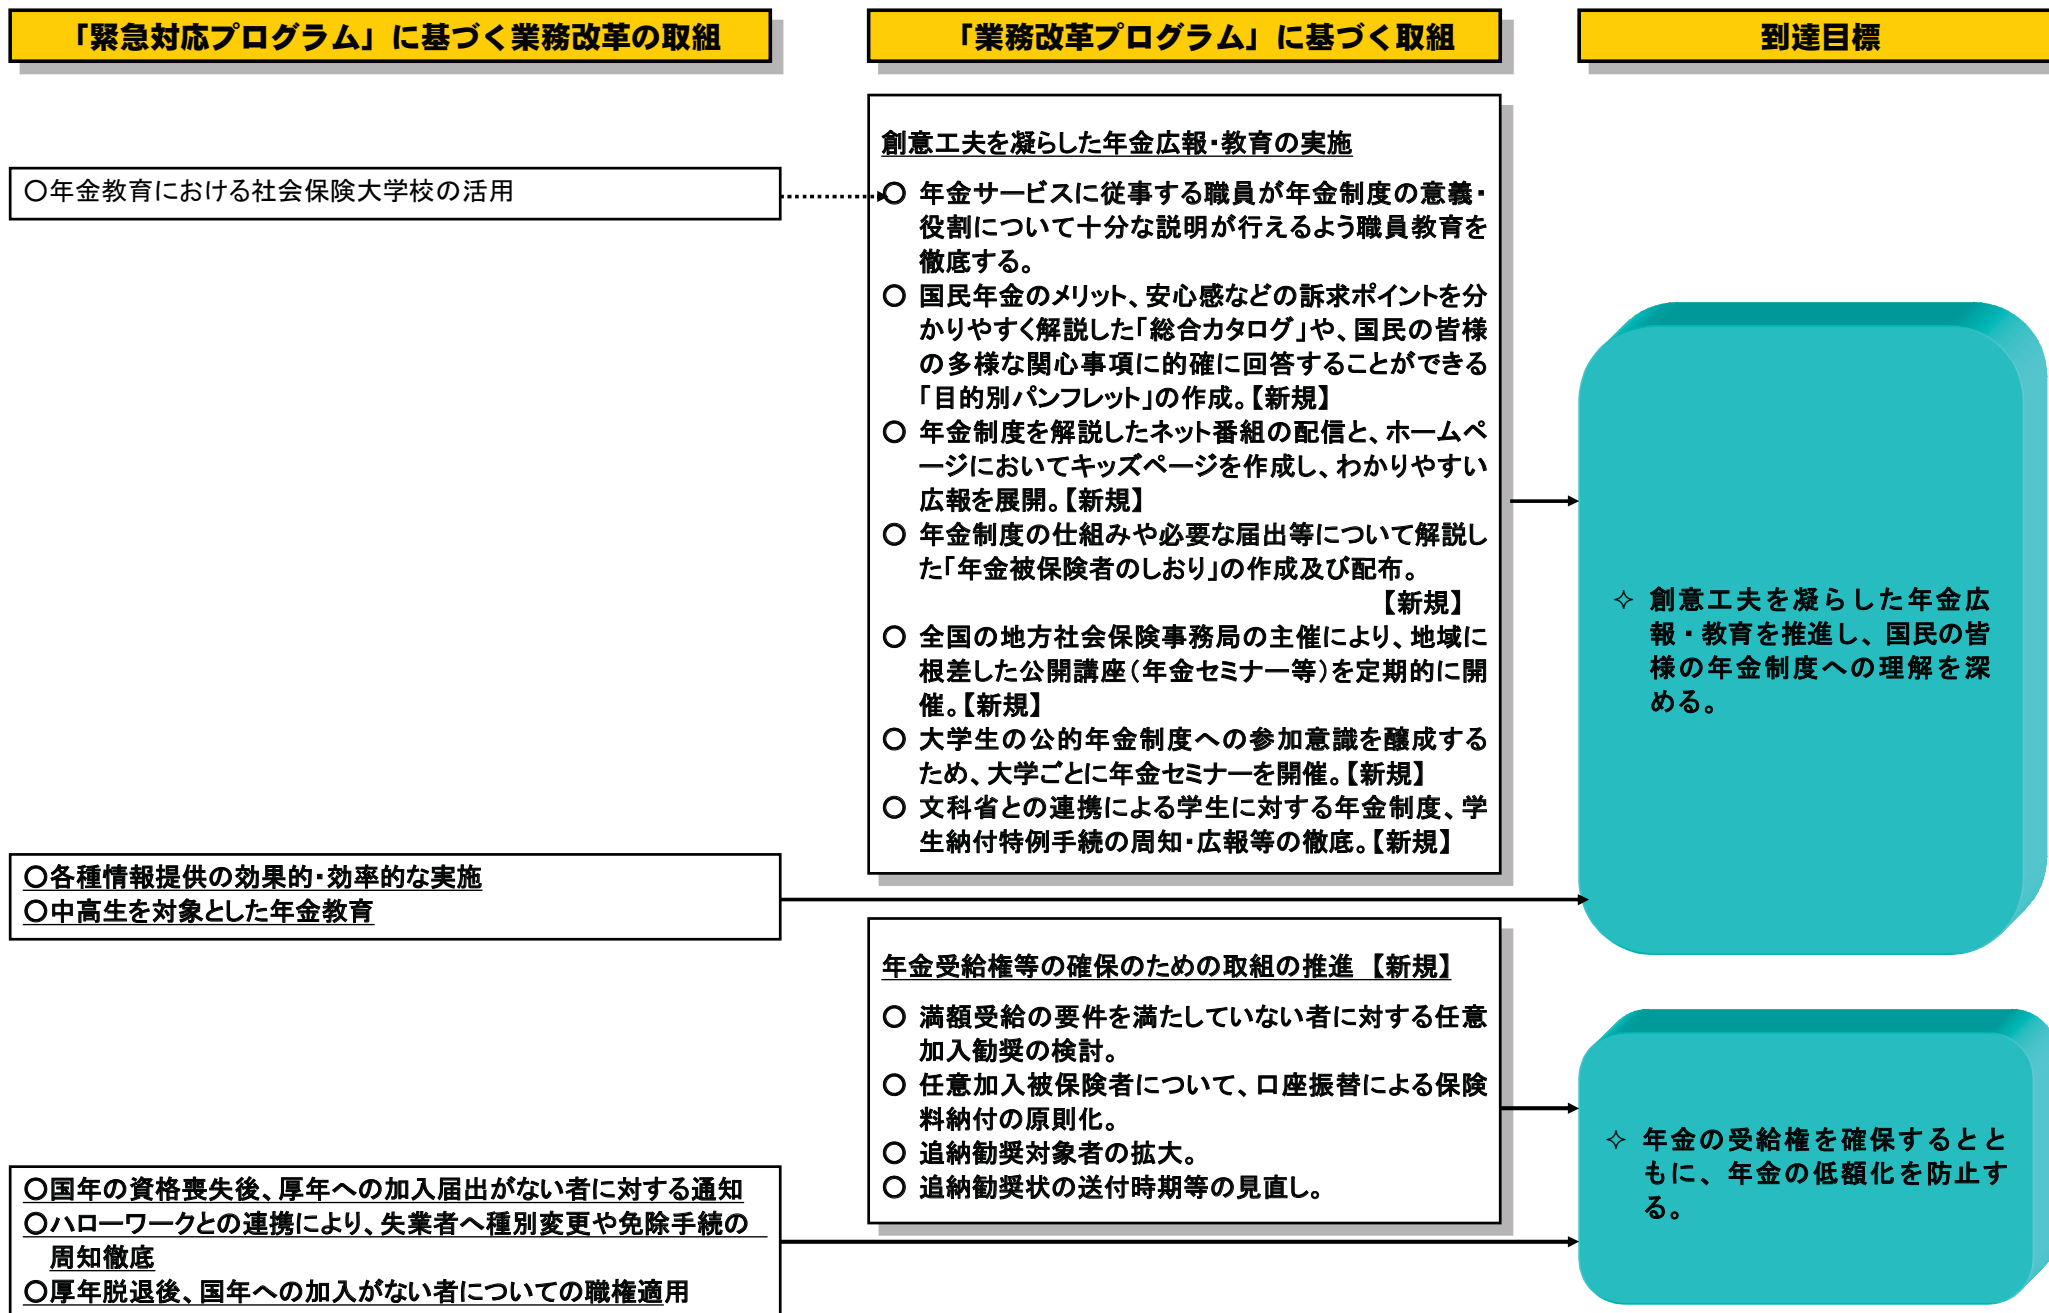 「緊急対応プログラム」に基づく業務改革の取組
「業務改革プログラム」に基づく取組
到達目標
〇年金教育における社会保険大学校の活用
創意工夫を凝らした年金広報・教育の実施
〇 年金サービスに従事する職員が年金制度の意義・
役割について十分な説明が行えるよう職員教育を
徹底する。
〇 国民年金のメリット、安心感などの訴求ポイントを分
かりやすく解説した「総合カタログ」や、国民の皆様
の多様な関心事項に的確に回答することができる
「目的別パンフレット」の作成。【新規】
〇 年金制度を解説したネット番組の配信と、ホームペ
ージにおいてキッズページを作成し、わかりやすい
広報を展開。【新規】
〇 年金制度の仕組みや必要な届出等について解説し
た「年金被保険者のしおり」の作成及び配布。
【新規】
〇 全国の地方社会保険事務局の主催により、地域に
根差した公開講座（年金セミナー等）を定期的に開
催。【新規】
〇 大学生の公的年金制度への参加意識を醸成する
ため、大学ごとに年金セミナーを開催。【新規】
〇 文科省との連携による学生に対する年金制度、学
生納付特例手続の周知・広報等の徹底。【新規】
✧ 創意工夫を凝らした年金広
報・教育を推進し、国民の皆
様の年金制度への理解を深
める。
〇各種情報提供の効果的・効率的な実施
〇中高生を対象とした年金教育
年金受給権等の確保のための取組の推進 【新規】
〇 満額受給の要件を満たしていない者に対する任意
加入勧奨の検討。
〇 任意加入被保険者について、口座振替による保険
料納付の原則化。
〇 追納勧奨対象者の拡大。
〇 追納勧奨状の送付時期等の見直し。
✧ 年金の受給権を確保するとと
もに、年金の低額化を防止す
る。
〇国年の資格喪失後、厚年への加入届出がない者に対する通知
〇ハローワークとの連携により、失業者へ種別変更や免除手続の
周知徹底
〇厚年脱退後、国年への加入がない者についての職権適用